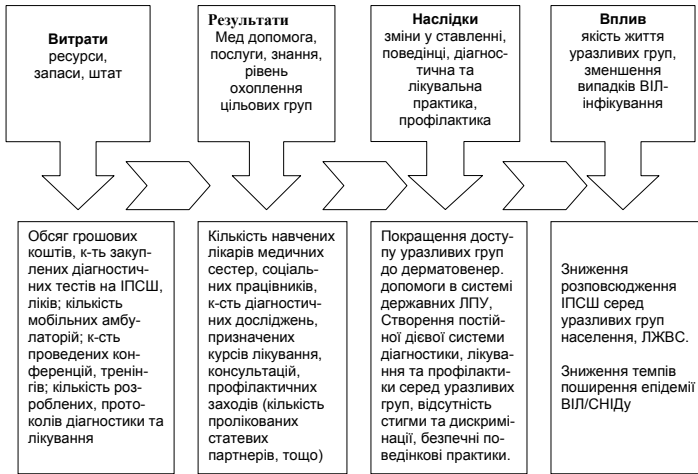 Витрати
ресурси,
запаси, штат
Результати
Мед допомога,
послуги, знання,
рівень
охоплення
цільових груп
Наслідки
зміни у ставленні,
поведінці, діагнос-
тична та
лікувальна
практика,
профілактика
Вплив
якість життя
уразливих груп,
зменшення
випадків ВІЛ-
інфікування
Обсяг грошових
коштів, к-ть закуп-
лених діагностич-
них тестів на ІПСШ,
ліків; кількість
мобільних амбу-
латорій; к-сть
проведених кон-
ференцій, тренін-
гів; кількість роз-
роблених, прото-
колів діагностики та
лікування
Кількість навчених
лікарів медичних
сестер, соціаль-
них працівників,
к-сть діагностич-
них досліджень,
призначених
курсів лікування,
консультацій,
профілактичних
заходів (кількість
пролікованих
статевих
партнерів, тощо)
Покращення досту-
пу уразливих груп
до дерматовенер.
допомоги в системі
державних ЛПУ,
Створення постій-
ної дієвої системи
діагностики, лікува-
ння та профілакти-
ки серед уразливих
груп, відсутність
стигми та дискримі-
нації, безпечні по-
ведінкові практики.
Зниження
розповсюдження
ІПСШ серед
уразливих груп
населення, ЛЖВС.
Зниження темпів
поширення епідемії
ВІЛ/СНІДу